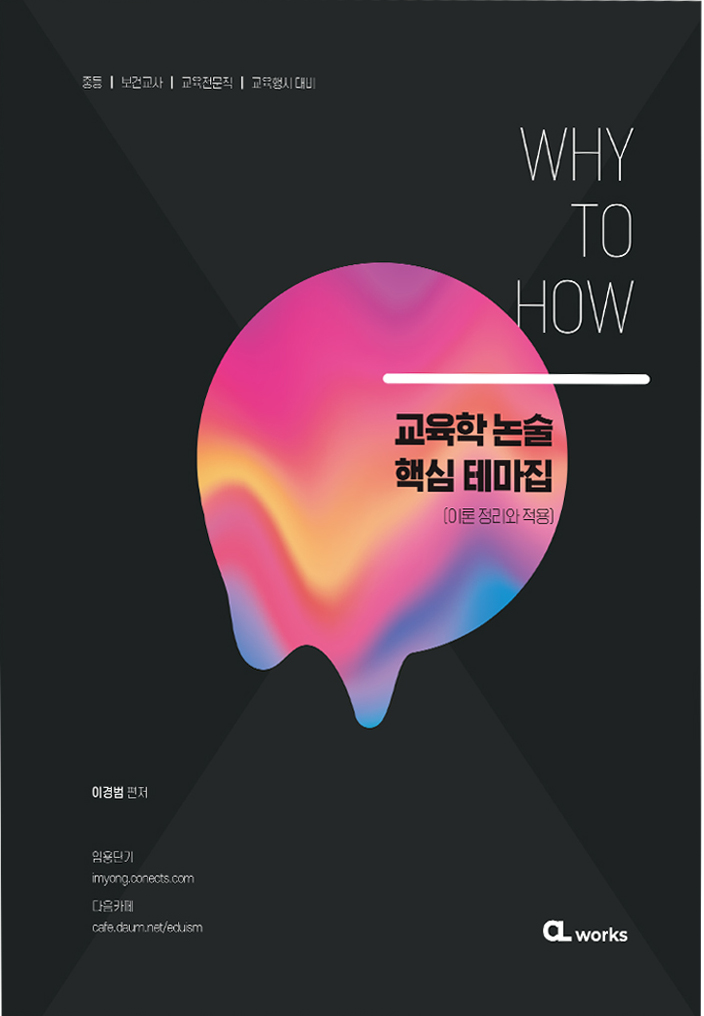 중등 | 보건교사 | 교육전문직 | 교육행시 대비
WHY
TO
HOW
교육학 논술
핵심 테마집
(이론 정리와 적용)
이경범 편저
임용단기
imyong.conects.com
다음카페
cafe.daum.net/eduism
CL works